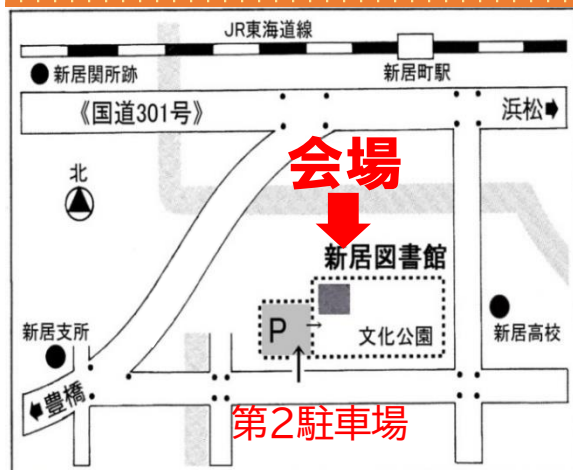 JR東海道線
新居関所跡
新居町駅
《国道301号》
浜松
北
会場
新居図書館
P
文化公園
新居高校
新居支所
豊橋
第2駐車場